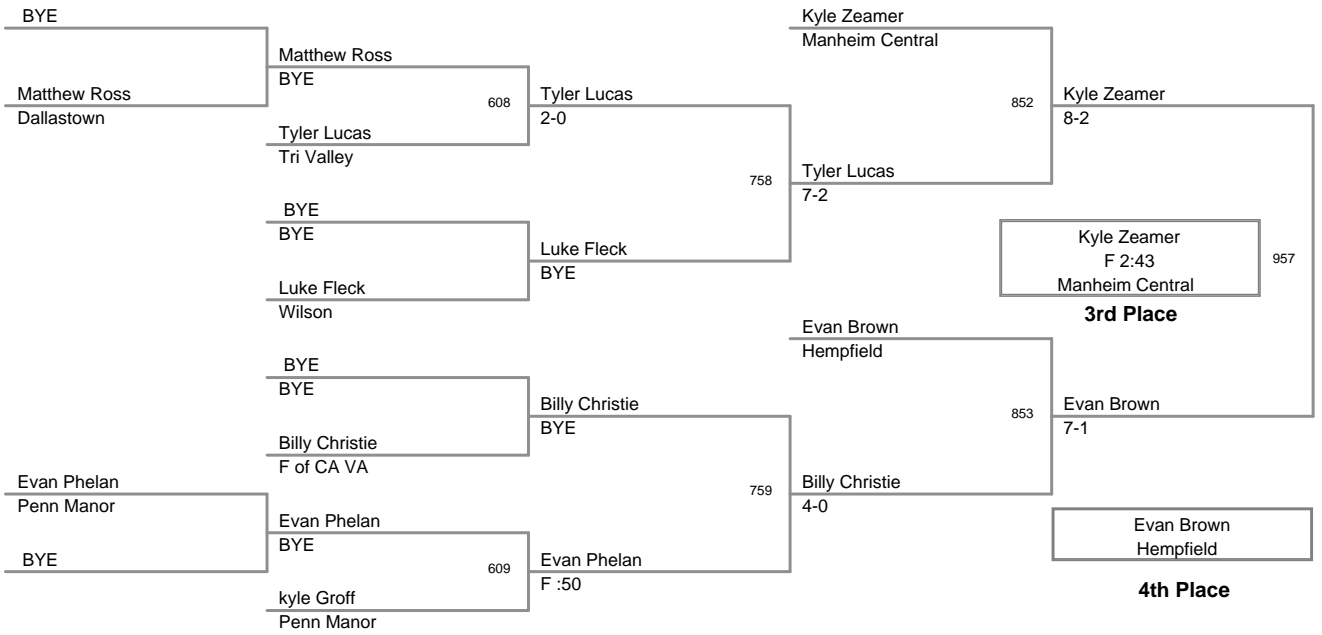 BYE
Matthew Ross
Dallastown
Evan Phelan
Penn Manor
BYE
Matthew Ross
BYE
608
Tyler Lucas
Tri Valley
BYE
BYE
Luke Fleck
Wilson
BYE
BYE
Billy Christie
F of CA VA
Evan Phelan
BYE
609
kyle Groff
Penn Manor
Tyler Lucas
2-0
758
Luke Fleck
BYE
Billy Christie
BYE
759
Evan Phelan
F :50
Kyle Zeamer
Manheim Central
852
Tyler Lucas
7-2
Evan Brown
Hempfield
853
Billy Christie
4-0
Kyle Zeamer
8-2
Kyle Zeamer
F 2:43
Manheim Central
957
3rd Place
Evan Brown
7-1
Evan Brown
Hempfield
4th Place